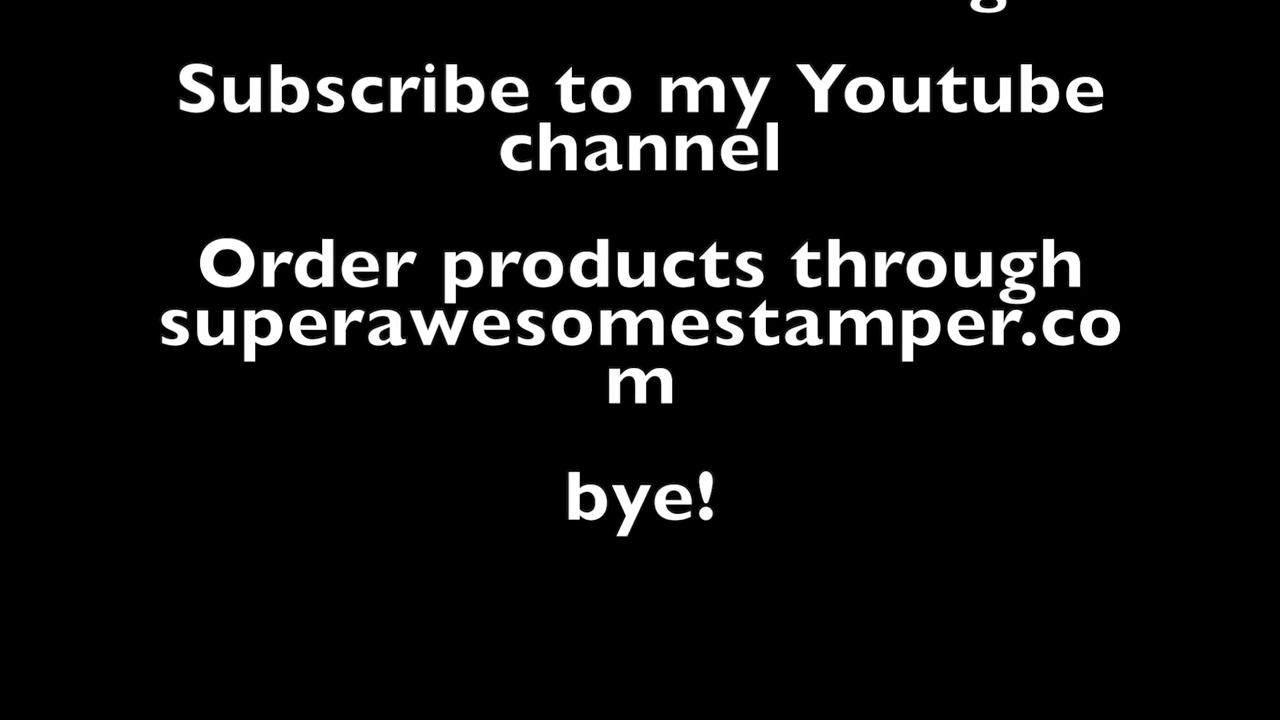 Subscribe to my Youtube
channel
Order products through
superawesomestamper.co
m
bye!